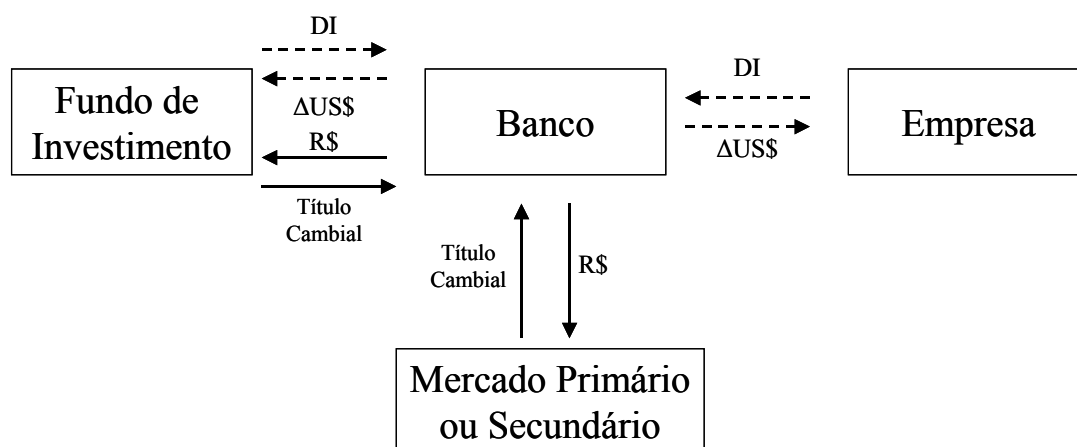 DI
Fundo de
Investimento
ΔUS$
R$
Título
Cambial
Banco
DI
ΔUS$
Empresa
Título
Cambial
R$
Mercado Primário
ou Secundário